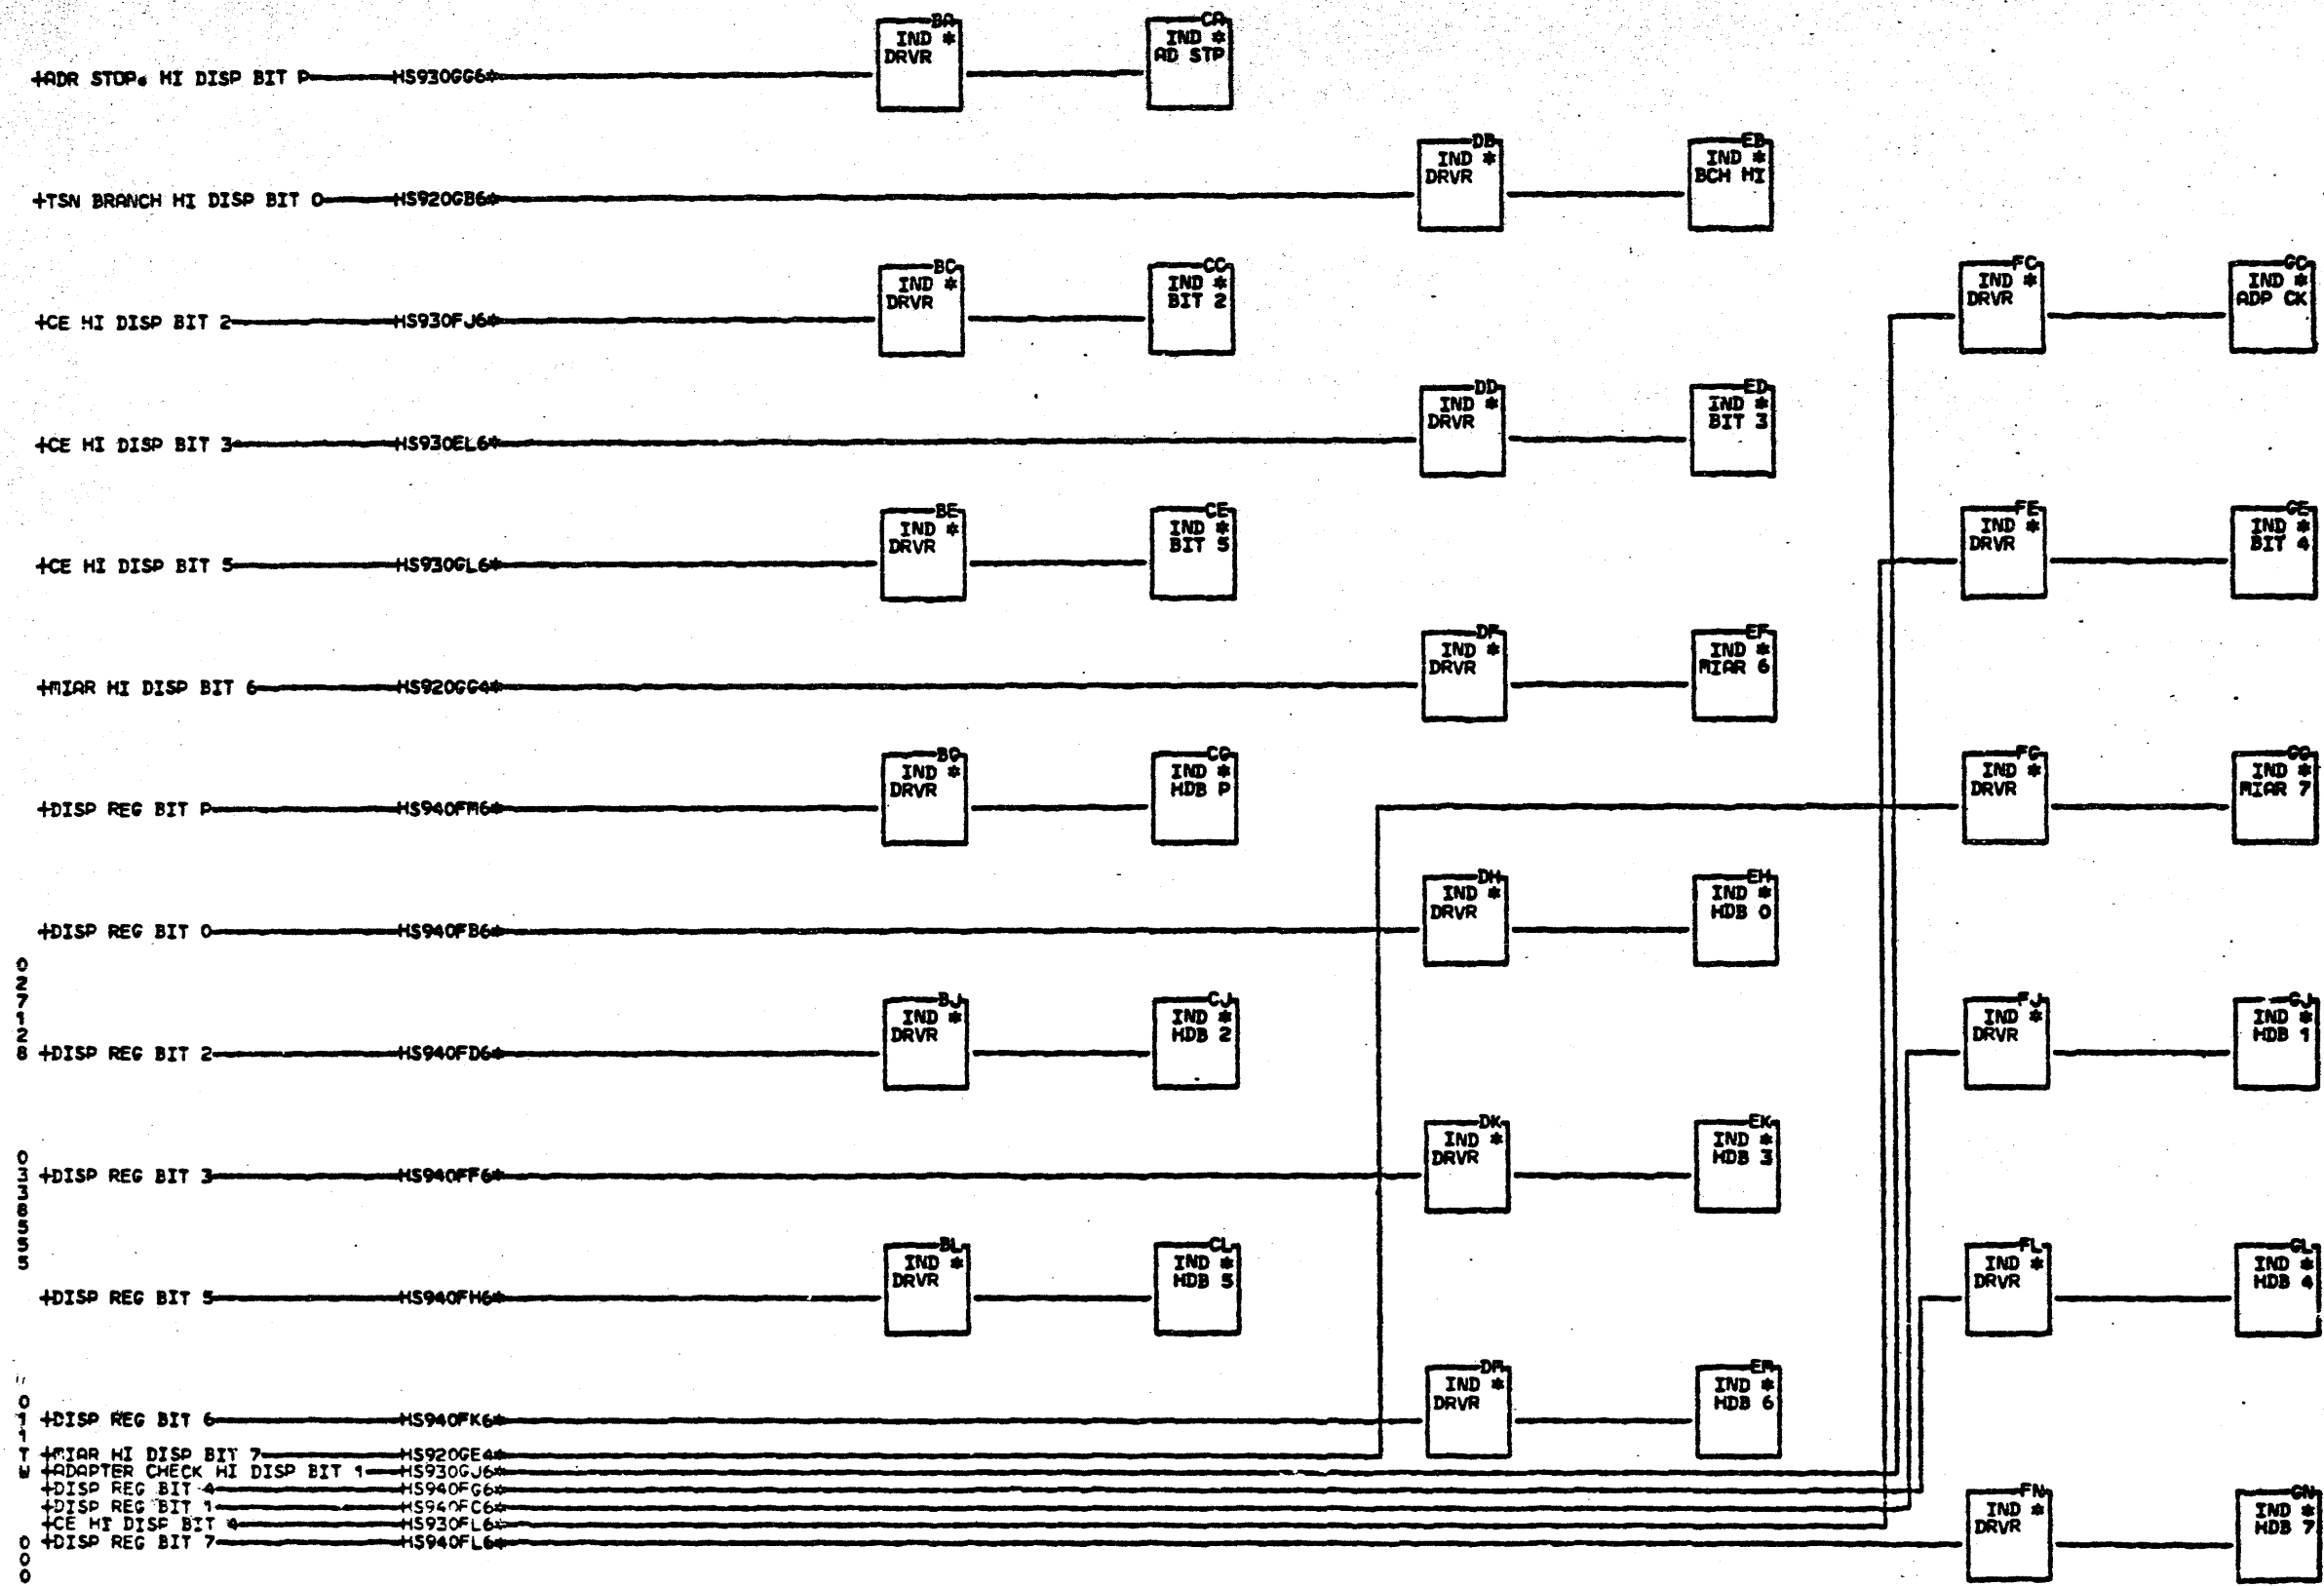 BA
IND *
DRVR
CA
IND *
AD STP
+ADR STOP. HI DISP BIT P
HS930GG6*
DB
IND *
DRVR
EB
IND *
BCH HI
+TSN BRANCH HI DISP BIT 0
HS920GB6*
BC
IND *
DRVR
CC
IND *
BIT 2
FC
IND *
DRVR
GC
IND *
ADP CK
+CE HI DISP BIT 2
HS930FJ6*
DD
IND *
DRVR
ED
IND *
BIT 3
+CE HI DISP BIT 3
HS930EL6*
BE
IND *
DRVR
CE
IND *
BIT 5
FE
IND *
DRVR
GE
IND *
BIT 4
+CE HI DISP BIT 5
HS930GL6*
DF
IND *
DRVR
EF
IND *
MIAR 6
+MIAR HI DISP BIT 6
HS920GG4*
BG
IND *
DRVR
CG
IND *
HDB P
FG
IND *
DRVR
GG
IND *
MIAR 7
+DISP REG BIT P
HS940FM6*
DH
IND *
DRVR
EH
IND *
HDB 0
+DISP REG BIT 0
HS940FB6*
BJ
IND *
DRVR
CJ
IND *
HDB 2
FJ
IND *
DRVR
GJ
IND *
HDB 1
027128
+DISP REG BIT 2
HS940FD6*
DK
IND *
DRVR
EK
IND *
HDB 3
+DISP REG BIT 3
HS940FF6*
0338555
BL
IND *
DRVR
CL
IND *
HDB 5
FL
IND *
DRVR
GL
IND *
HDB 4
+DISP REG BIT 5
HS940FH6*
DM
IND *
DRVR
EM
IND *
HDB 6
011TW
+DISP REG BIT 6
HS940FK6*
+MIAR HI DISP BIT 7
HS920GE4*
+ADAPTER CHECK HI DISP BIT 1
HS930GJ6*
+DISP REG BIT 4
HS940FG6*
+DISP REG BIT 1
HS940FC6*
+CE HI DISP BIT 4
HS930FL6*
+DISP REG BIT 7
HS940FL6*
000
FN
IND *
DRVR
GN
IND *
HDB 7